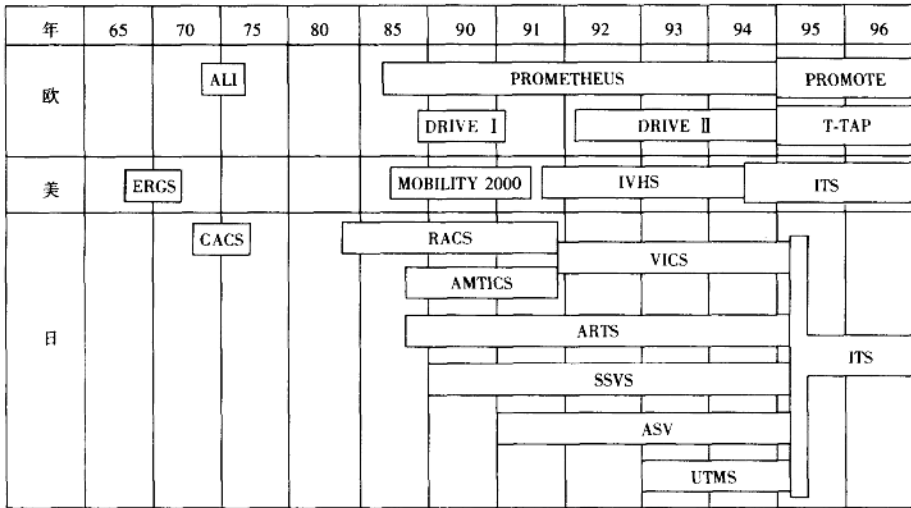 年 65 70 75 80 85 90 91 92 93 94 95 96
欧
ALI PROMETHEUS PROMOTE
DRIVE Ⅰ DRIVE Ⅱ T-TAP
美 ERGS MOBILITY 2000 IVHS ITS
日
CACS RACS
VICS
AMTICS
ARTS
ITS
SSVS
ASV
UTMS